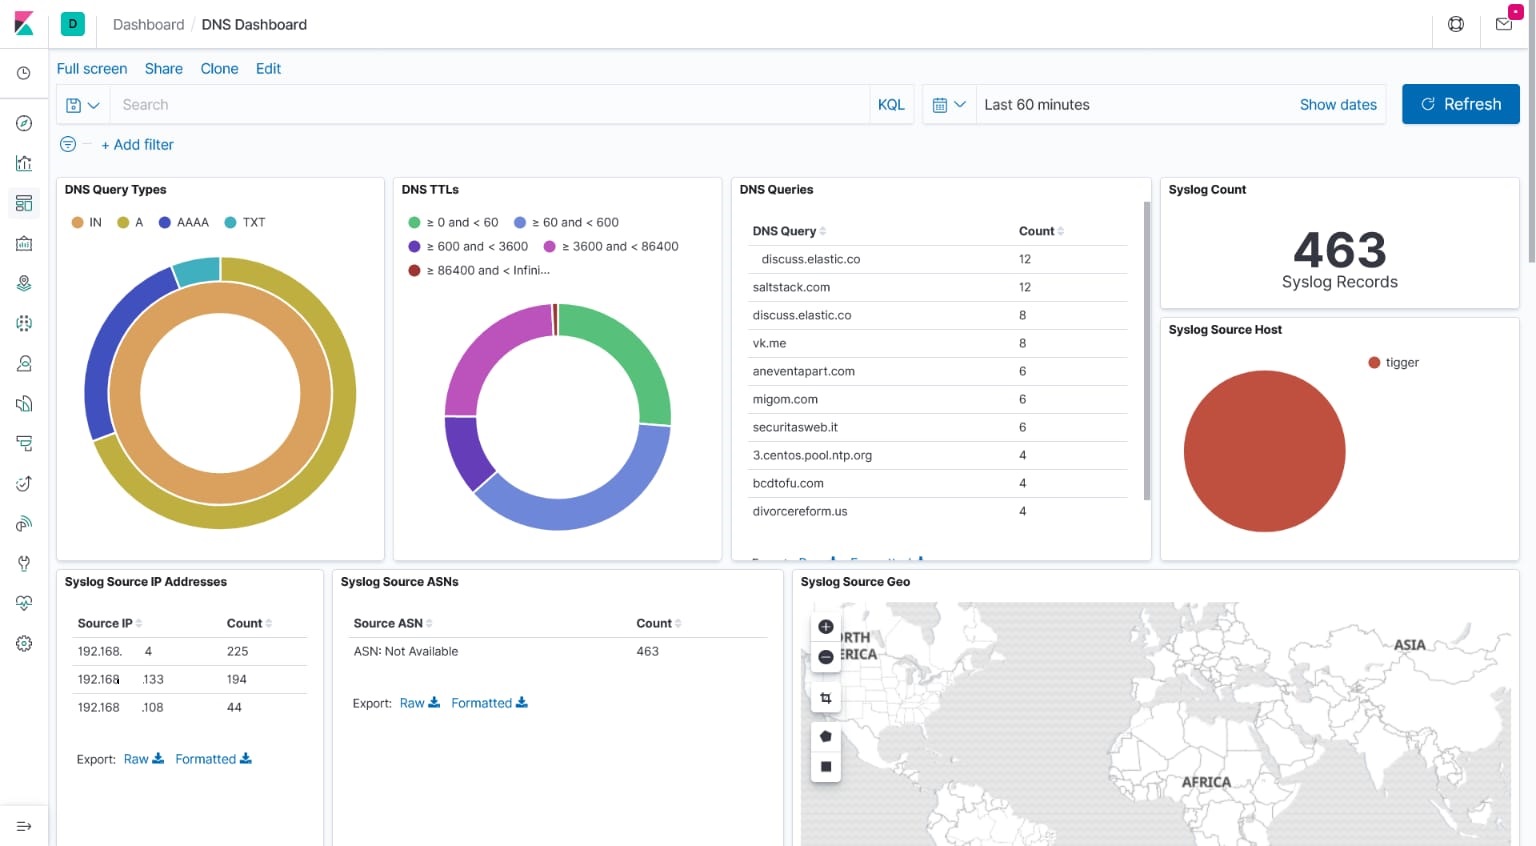 D Dashboard / DNS Dashboard
Full screen Share Clone Edit
Search KQL Last 60 minutes Show dates Refresh
+ Add filter
DNS Query Types
IN A AAAA TXT
DNS TTLs
≥ 0 and < 60 ≥ 60 and < 600
≥ 600 and < 3600 ≥ 3600 and < 86400
≥ 86400 and < Infini...
DNS Queries
DNS Query Count
discuss.elastic.co 12
saltstack.com 12
discuss.elastic.co 8
vk.me 8
aneventapart.com 6
migom.com 6
securitasweb.it 6
3.centos.pool.ntp.org 4
bcdtofu.com 4
divorcereform.us 4
Syslog Count
463
Syslog Records
Syslog Source Host
tigger
Syslog Source IP Addresses
Source IP Count
192.168. 4 225
192.168 .133 194
192.168 .108 44
Export: Raw Formatted
Syslog Source ASNs
Source ASN Count
ASN: Not Available 463
Export: Raw Formatted
Syslog Source Geo
ASIA
AFRICA